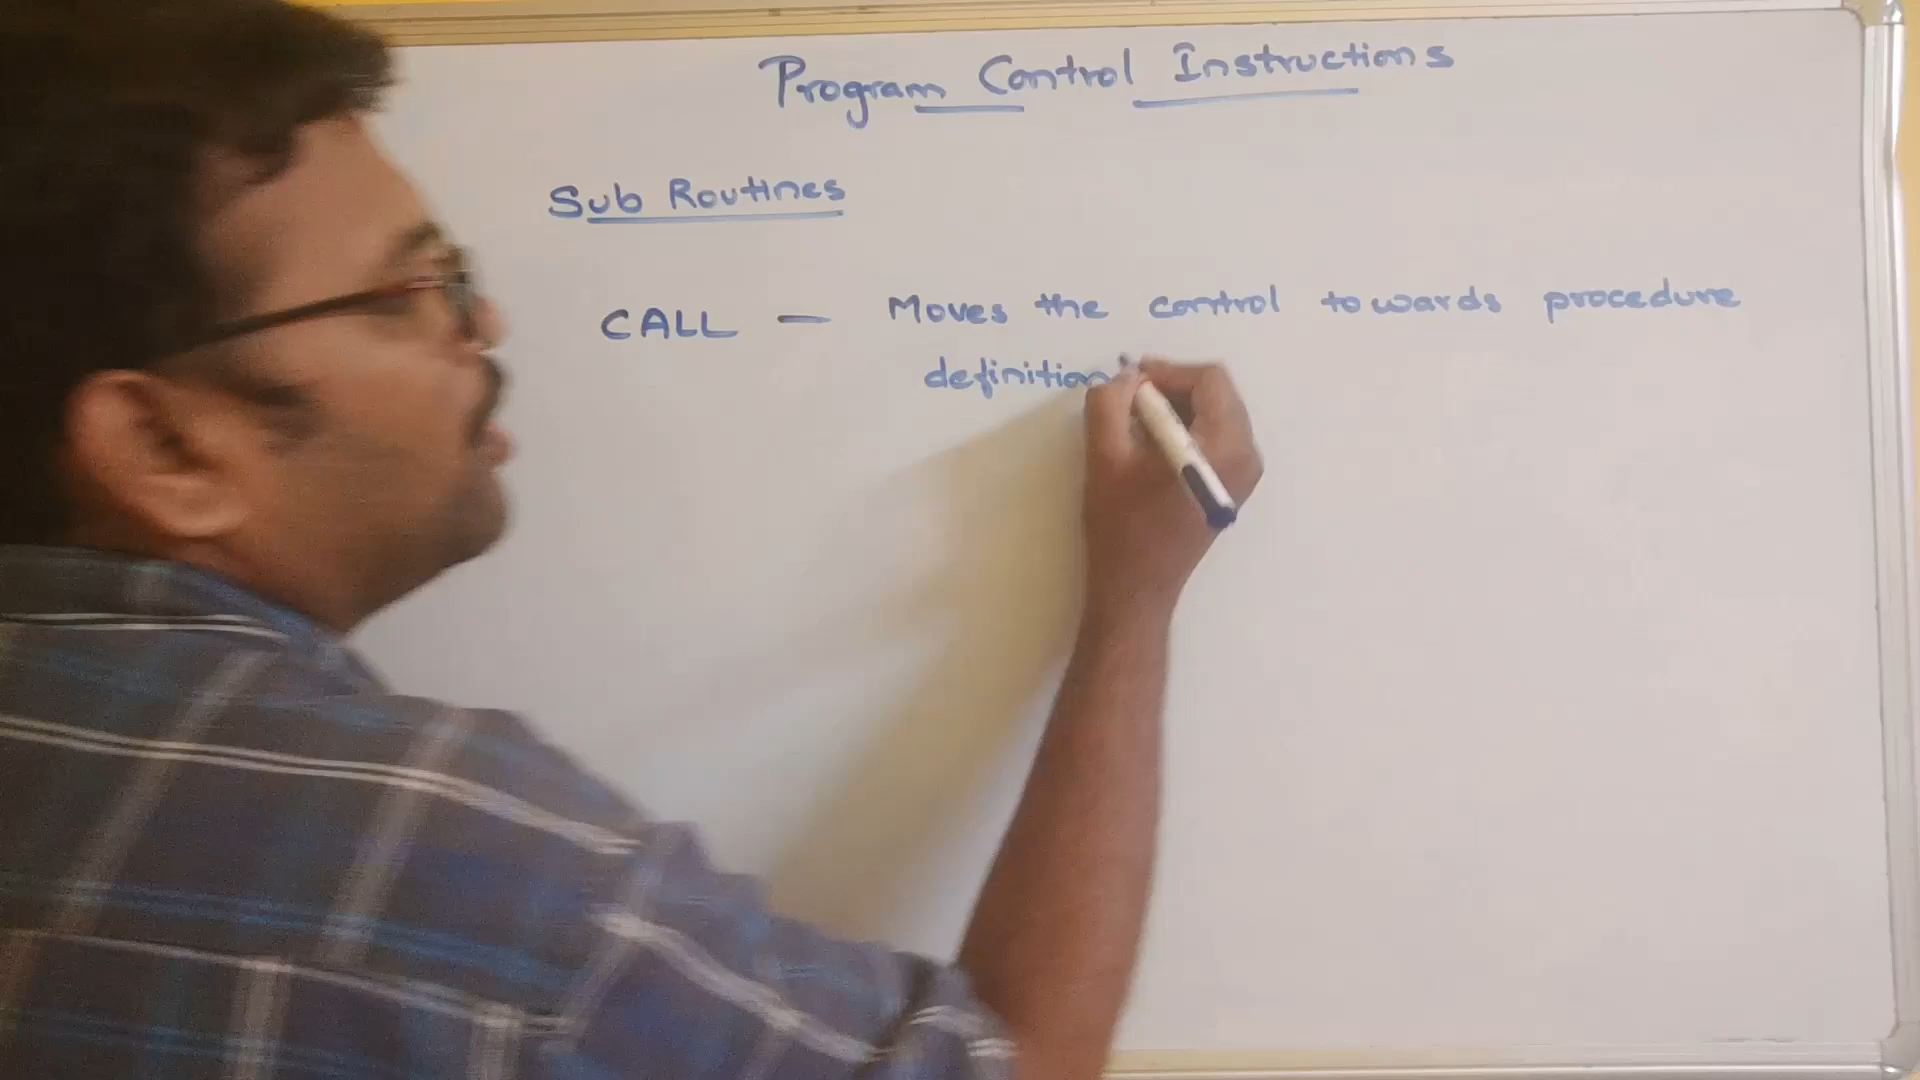 Program Control Instructions
Sub Routines
CALL — Moves the control towards procedure
definition